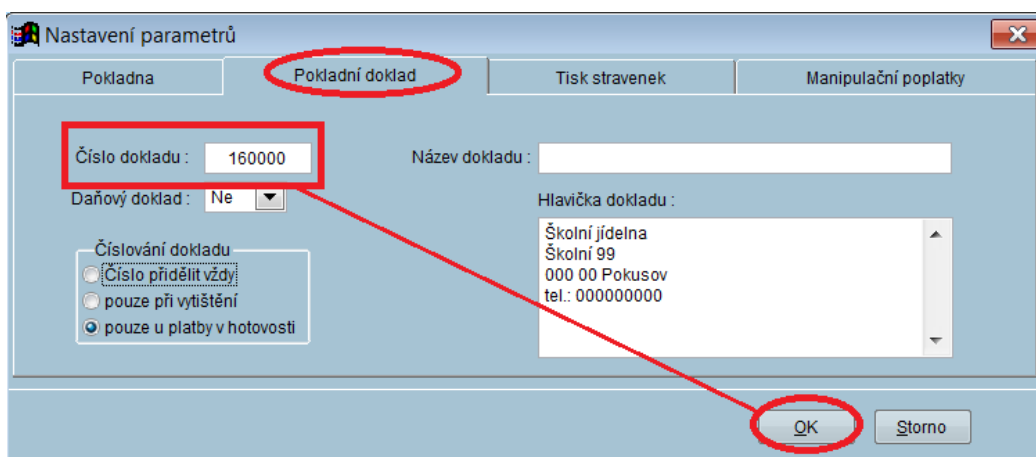 Nastavení parametrů
Pokladna
Pokladní doklad
Tisk stravenek
Manipulační poplatky
Číslo dokladu : 160000
Název dokladu :
Daňový doklad : Ne
Hlavička dokladu :
Školní jídelna
Školní 99
000 00 Pokusov
tel.: 000000000
Číslování dokladu
Číslo přidělit vždy
pouze při vytištění
pouze u platby v hotovosti
OK
Storno